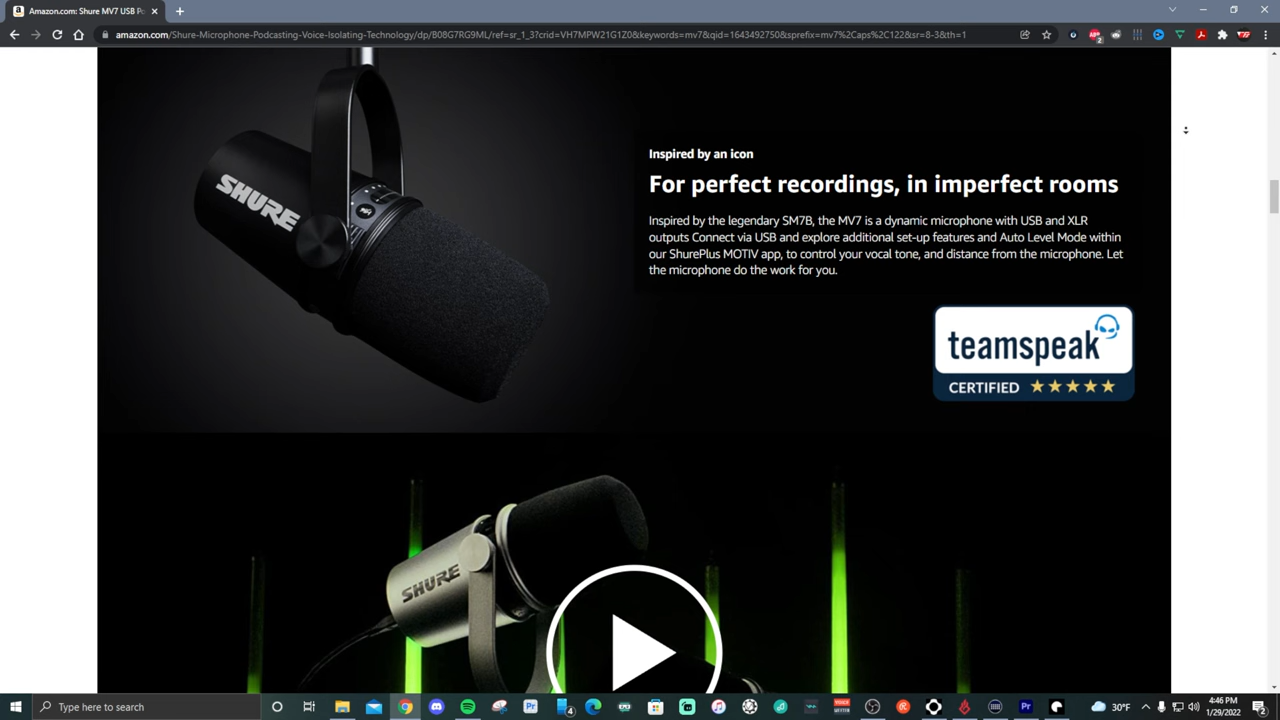 Amazon.com: Shure MV7 USB Po
amazon.com/Shure-Microphone-Podcasting-Voice-Isolating-Technology/dp/B08G7RG9ML/ref=sr_1_3?crid=VH7MPW21G1Z0&keywords=mv7&qid=1643492750&sprefix=mv7%2Caps%2C122&sr=8-3&th=1
SHURE
Inspired by an icon
For perfect recordings, in imperfect rooms
Inspired by the legendary SM7B, the MV7 is a dynamic microphone with USB and XLR
outputs Connect via USB and explore additional set-up features and Auto Level Mode within
our ShurePlus MOTIV app, to control your vocal tone, and distance from the microphone. Let
the microphone do the work for you.
teamspeak
CERTIFIED
SHURE
Type here to search
30°F
4:46 PM
1/29/2022